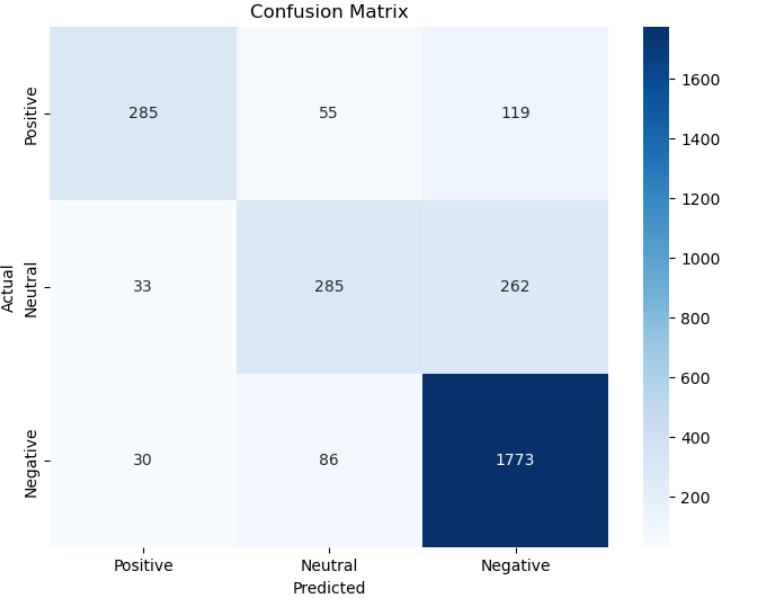 Confusion Matrix
Actual
Positive
285
55
119
Neutral
33
285
262
Negative
30
86
1773
Positive
Neutral
Negative
Predicted
1600
1400
1200
1000
800
600
400
200